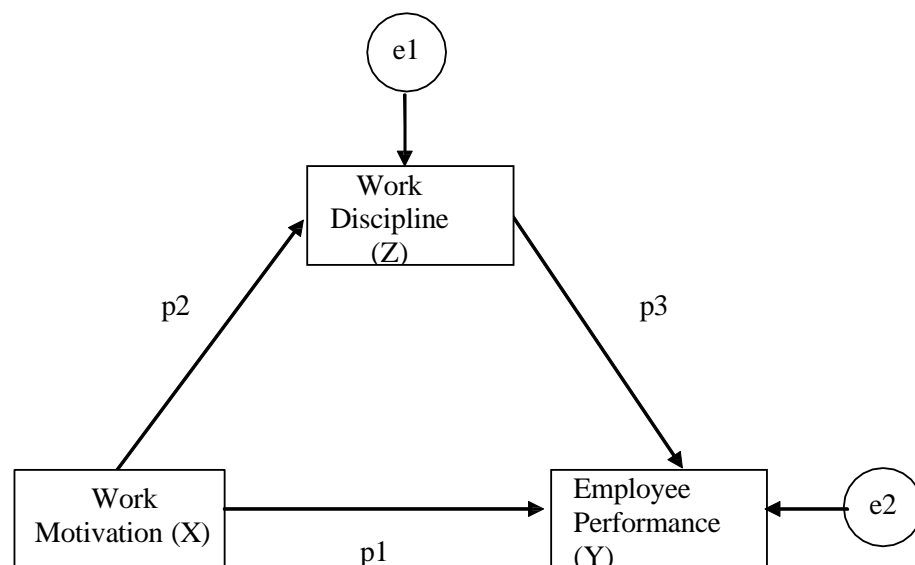 e1
Work
Discipline
(Z)
p2
p3
Work
Motivation (X)
p1
Employee
Performance
(Y)
e2